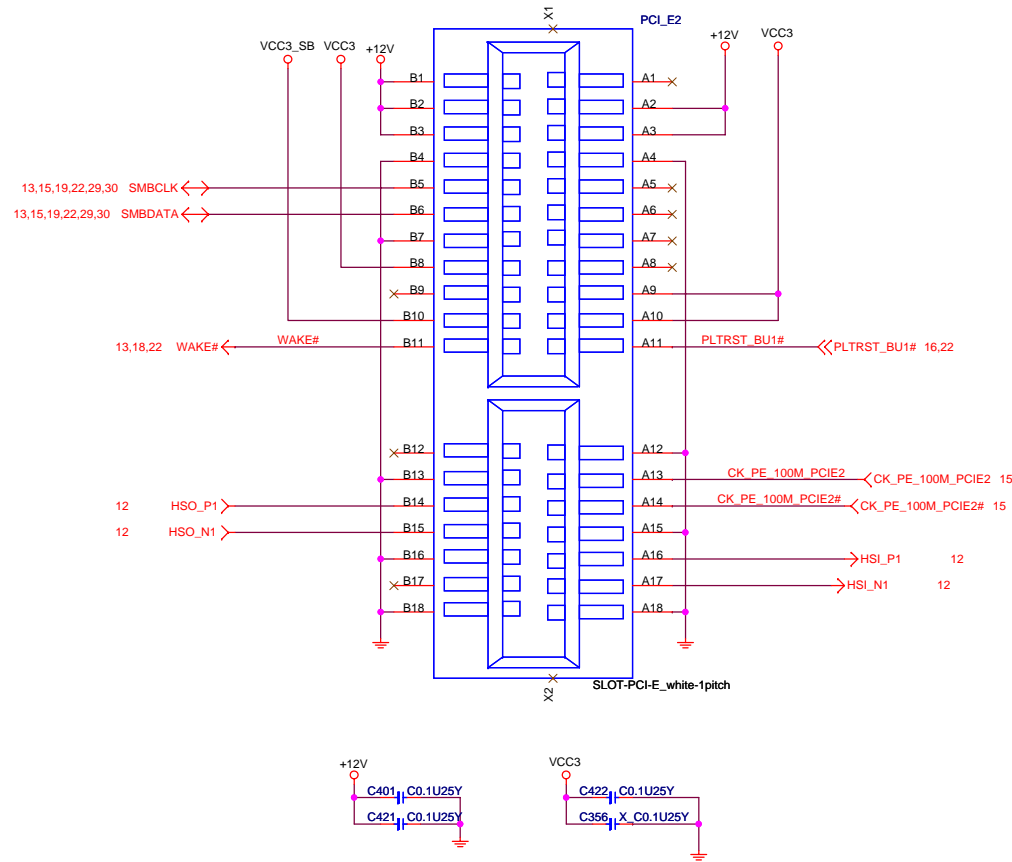 X1
PCI_E2
VCC3_SB VCC3 +12V
+12V VCC3
B1 A1
B2 A2
B3 A3
B4 A4
13,15,19,22,29,30 SMBCLK B5 A5
13,15,19,22,29,30 SMBDATA B6 A6
B7 A7
B8 A8
B9 A9
B10 A10
13,18,22 WAKE# WAKE# B11 A11 PLTRST_BU1# PLTRST_BU1# 16,22
B12 A12
B13 A13 CK_PE_100M_PCIE2 CK_PE_100M_PCIE2 15
12 HSO_P1 B14 A14 CK_PE_100M_PCIE2# CK_PE_100M_PCIE2# 15
12 HSO_N1 B15 A15
B16 A16 HSI_P1 12
B17 A17 HSI_N1 12
B18 A18
SLOT-PCI-E_white-1pitch
X2
+12V VCC3
C401 C0.1U25Y C422 C0.1U25Y
C421 C0.1U25Y C356 X_C0.1U25Y